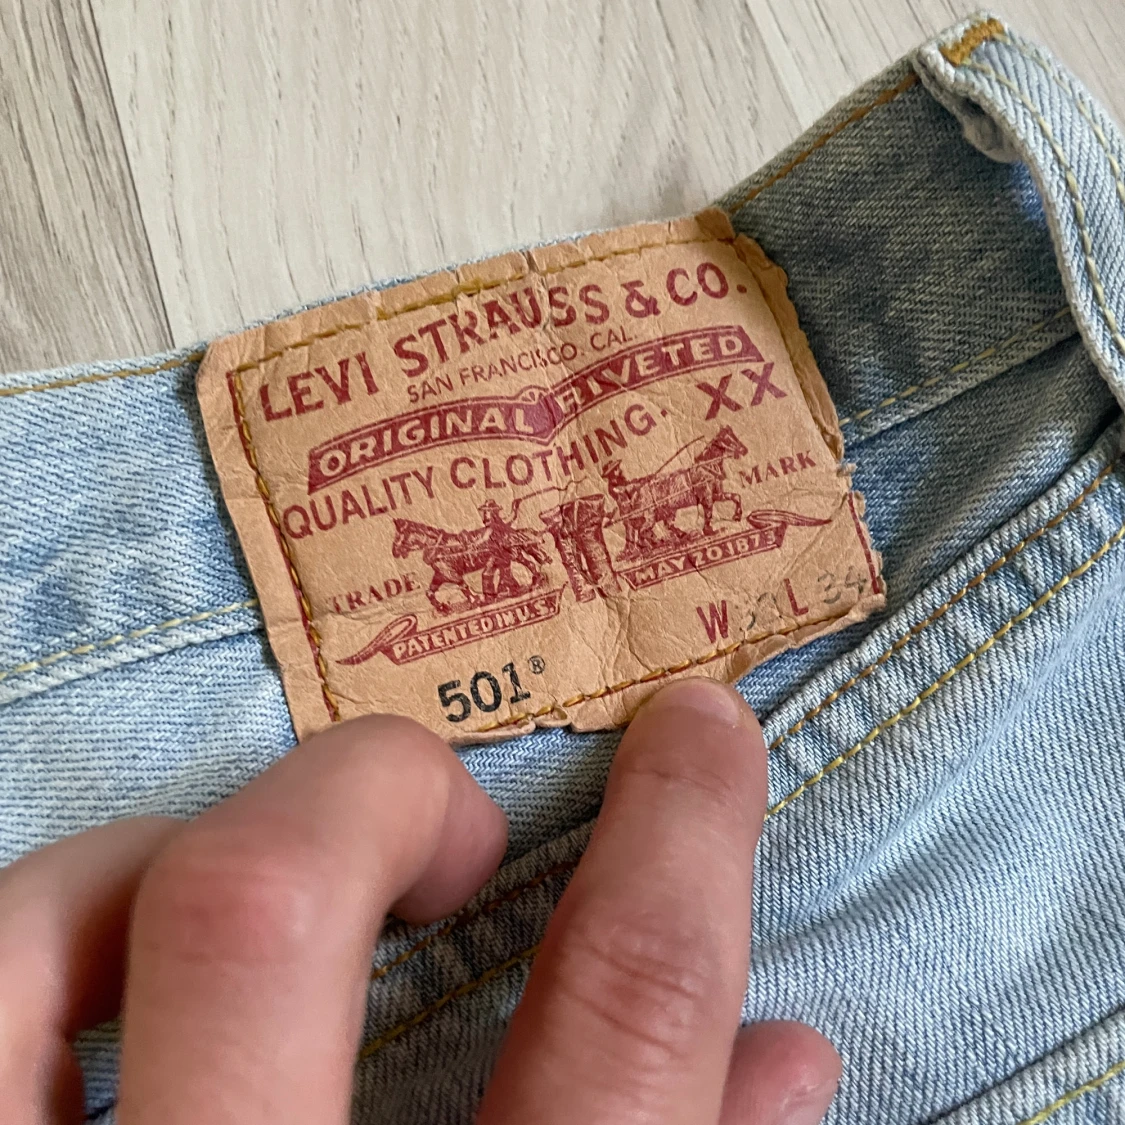 LEVI STRAUSS & CO.
SAN FRANCISCO. CAL
ORIGINAL RIVETED
QUALITY CLOTHING. XX
TRADE MARK
PATENTED IN U.S. MAY 20 1873
W L 34
501®